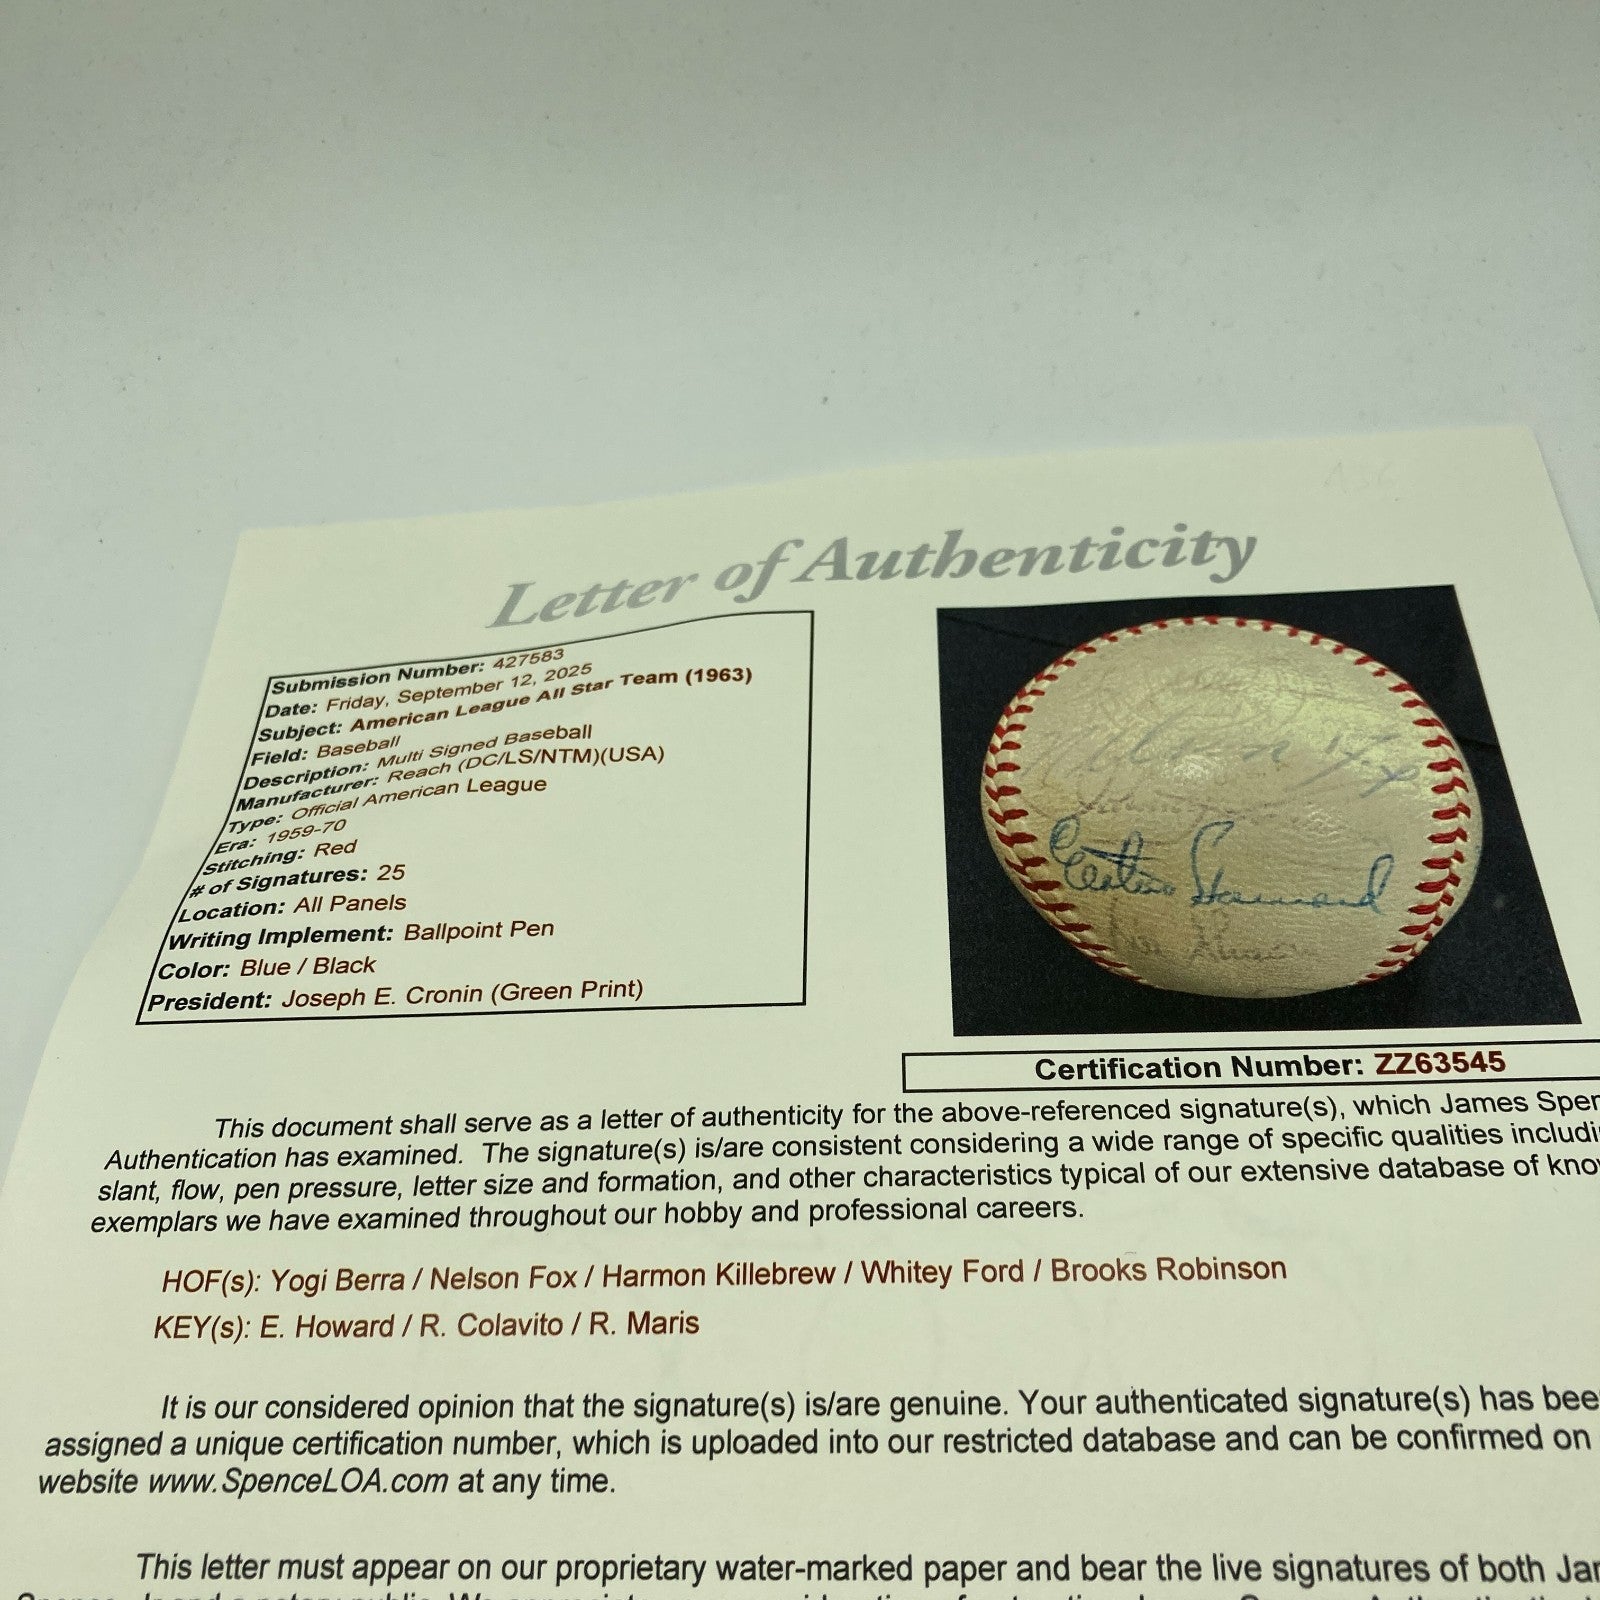 Letter of Authenticity
Submission Number: 427583
Date: Friday, September 12, 2025
Subject: American League All Star Team (1963)
Field: Baseball
Description: Multi Signed Baseball
Manufacturer: Reach (DC/LS/NTM)(USA)
Type: Official American League
Era: 1959-70
Stitching: Red
# of Signatures: 25
Location: All Panels
Writing Implement: Ballpoint Pen
Color: Blue / Black
President: Joseph E. Cronin (Green Print)
Nelson Fox
Elston Howard
Certification Number: ZZ63545
This document shall serve as a letter of authenticity for the above-referenced signature(s), which James Spen
Authentication has examined. The signature(s) is/are consistent considering a wide range of specific qualities includi
slant, flow, pen pressure, letter size and formation, and other characteristics typical of our extensive database of kno
exemplars we have examined throughout our hobby and professional careers.
HOF(s): Yogi Berra / Nelson Fox / Harmon Killebrew / Whitey Ford / Brooks Robinson
KEY(s): E. Howard / R. Colavito / R. Maris
It is our considered opinion that the signature(s) is/are genuine. Your authenticated signature(s) has bee
assigned a unique certification number, which is uploaded into our restricted database and can be confirmed on
website www.SpenceLOA.com at any time.
This letter must appear on our proprietary water-marked paper and bear the live signatures of both Jam